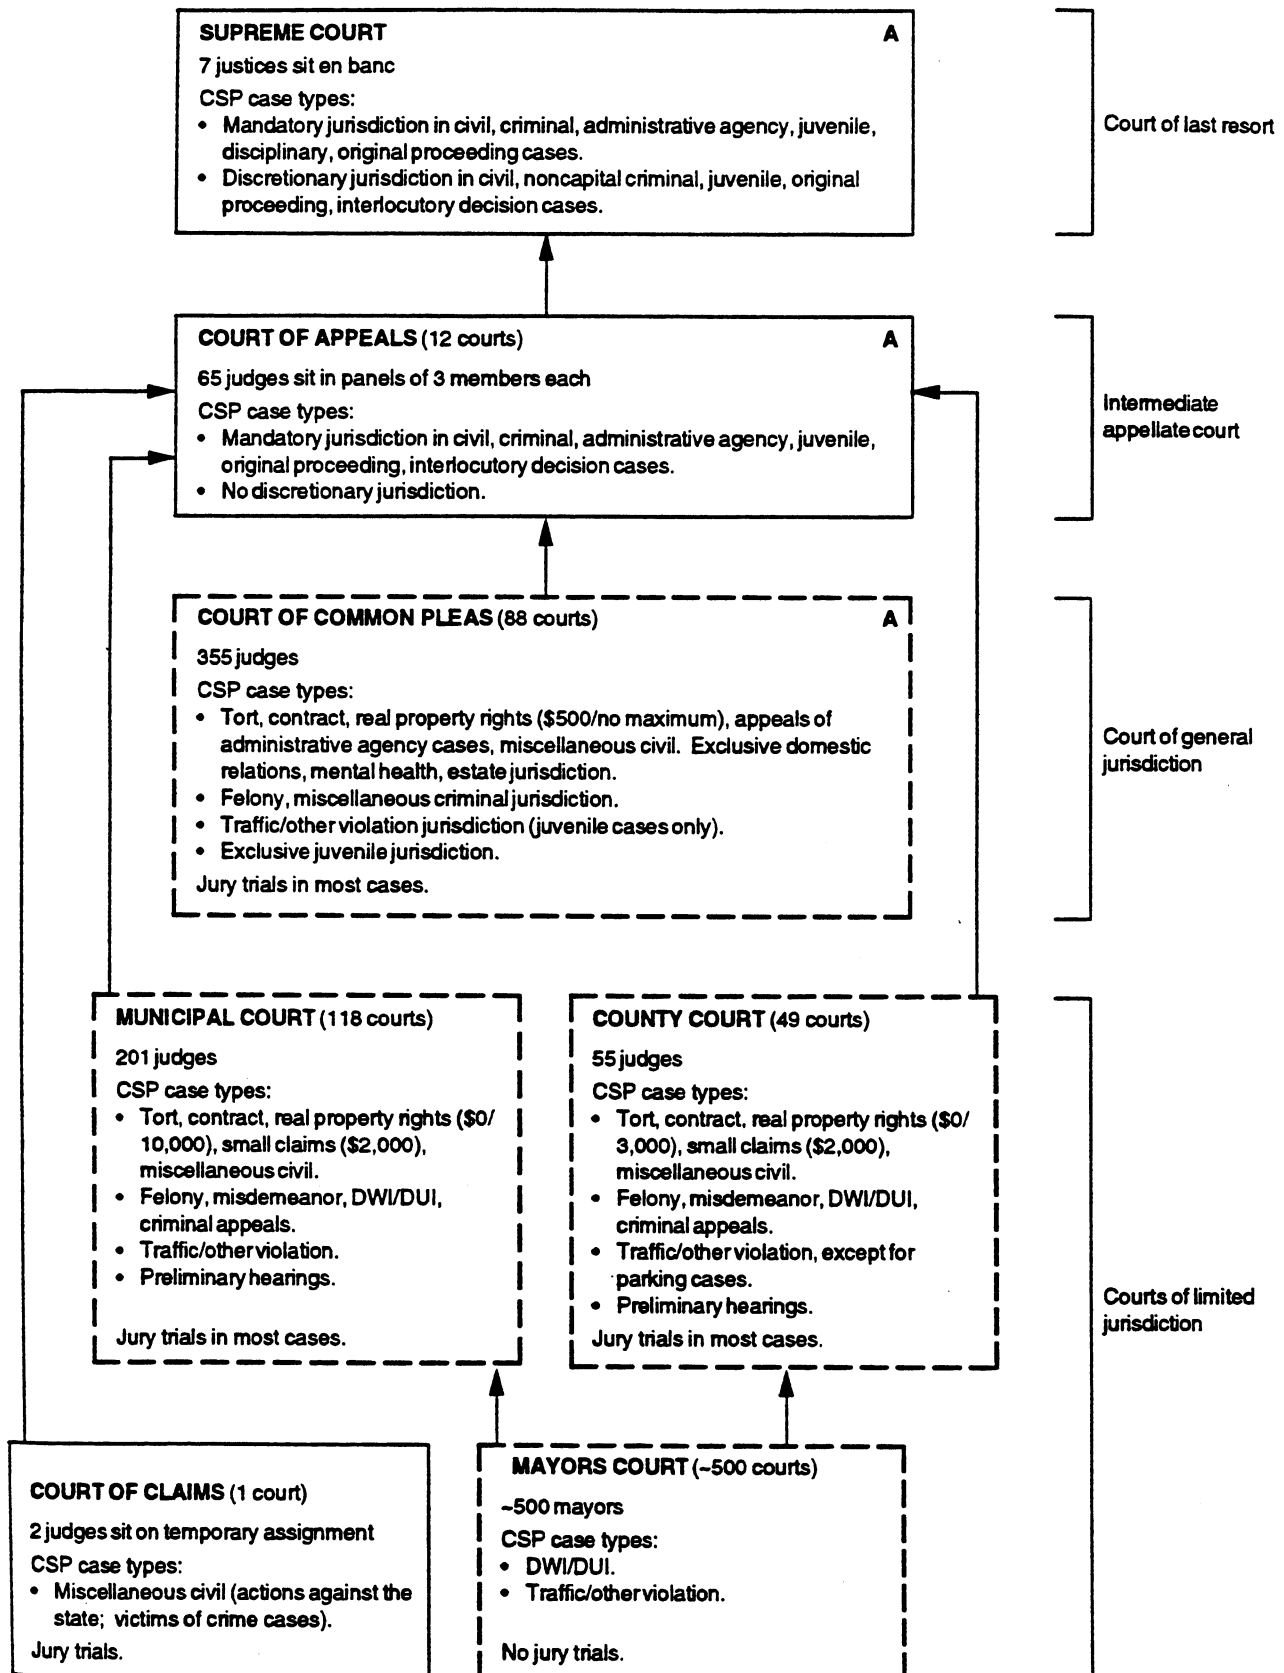 SUPREME COURT A
7 justices sit en banc
CSP case types:
• Mandatory jurisdiction in civil, criminal, administrative agency, juvenile,
disciplinary, original proceeding cases.
• Discretionary jurisdiction in civil, noncapital criminal, juvenile, original
proceeding, interlocutory decision cases.
Court of last resort
COURT OF APPEALS (12 courts) A
65 judges sit in panels of 3 members each
CSP case types:
• Mandatory jurisdiction in civil, criminal, administrative agency, juvenile,
original proceeding, interlocutory decision cases.
• No discretionary jurisdiction.
Intermediate
appellate court
COURT OF COMMON PLEAS (88 courts) A
355 judges
CSP case types:
• Tort, contract, real property rights ($500/no maximum), appeals of
administrative agency cases, miscellaneous civil. Exclusive domestic
relations, mental health, estate jurisdiction.
• Felony, miscellaneous criminal jurisdiction.
• Traffic/other violation jurisdiction (juvenile cases only).
• Exclusive juvenile jurisdiction.
Jury trials in most cases.
Court of general
jurisdiction
MUNICIPAL COURT (118 courts)
201 judges
CSP case types:
• Tort, contract, real property rights ($0/
10,000), small claims ($2,000),
miscellaneous civil.
• Felony, misdemeanor, DWI/DUI,
criminal appeals.
• Traffic/other violation.
• Preliminary hearings.
Jury trials in most cases.
COUNTY COURT (49 courts)
55 judges
CSP case types:
• Tort, contract, real property rights ($0/
3,000), small claims ($2,000),
miscellaneous civil.
• Felony, misdemeanor, DWI/DUI,
criminal appeals.
• Traffic/other violation, except for
parking cases.
• Preliminary hearings.
Jury trials in most cases.
Courts of limited
jurisdiction
COURT OF CLAIMS (1 court)
2 judges sit on temporary assignment
CSP case types:
• Miscellaneous civil (actions against the
state; victims of crime cases).
Jury trials.
MAYORS COURT (~500 courts)
~500 mayors
CSP case types:
• DWI/DUI.
• Traffic/other violation.
No jury trials.